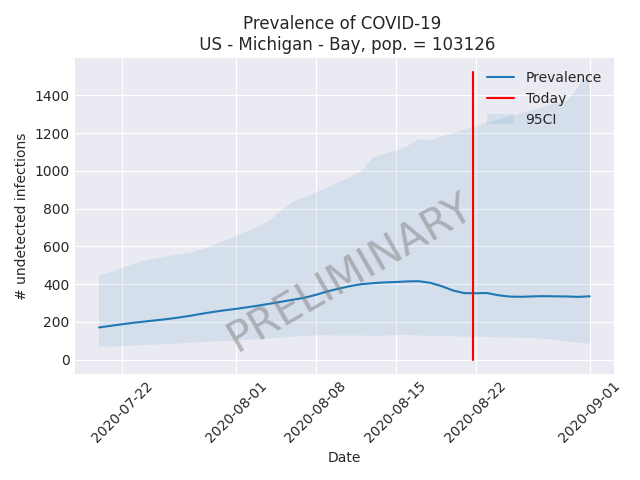 Prevalence of COVID-19
US - Michigan - Bay, pop. = 103126
# undetected infections
1400
1200
1000
800
600
400
200
0
Prevalence
Today
95CI
PRELIMINARY
2020-07-22
2020-08-01
2020-08-08
2020-08-15
2020-08-22
2020-09-01
Date